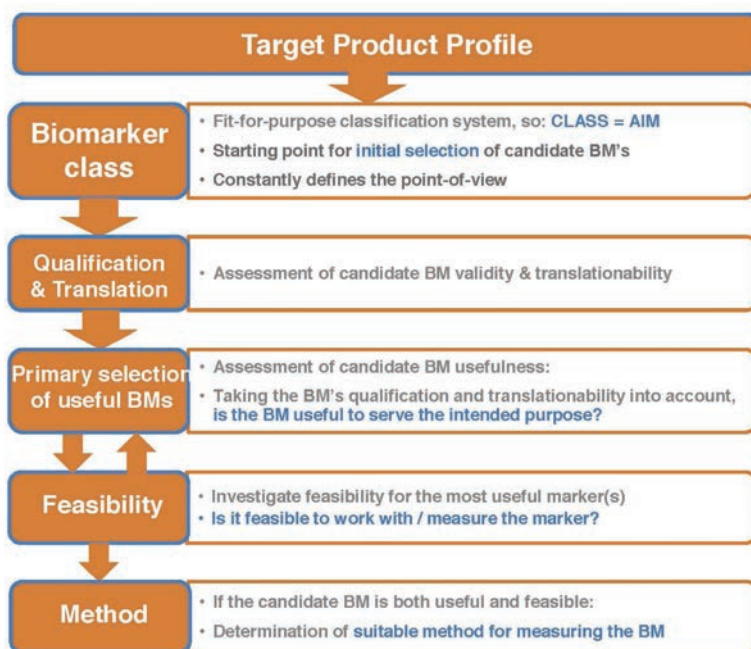 Target Product Profile
Biomarker
class
• Fit-for-purpose classification system, so: CLASS = AIM
• Starting point for initial selection of candidate BM's
• Constantly defines the point-of-view
Qualification
& Translation
• Assessment of candidate BM validity & translationability
Primary selection
of useful BMs
• Assessment of candidate BM usefulness:
• Taking the BM's qualification and translationability into account,
is the BM useful to serve the intended purpose?
Feasibility
• Investigate feasibility for the most useful marker(s)
• Is it feasible to work with / measure the marker?
Method
• If the candidate BM is both useful and feasible:
• Determination of suitable method for measuring the BM